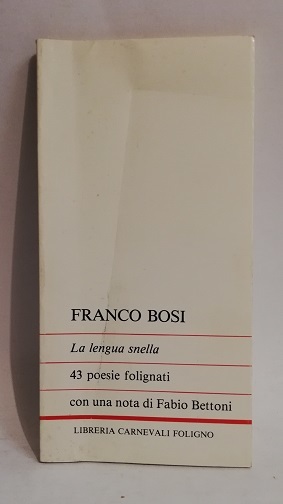 FRANCO BOSI
La lengua snella
43 poesie folignati
con una nota di Fabio Bettoni
LIBRERIA CARNEVALI FOLIGNO